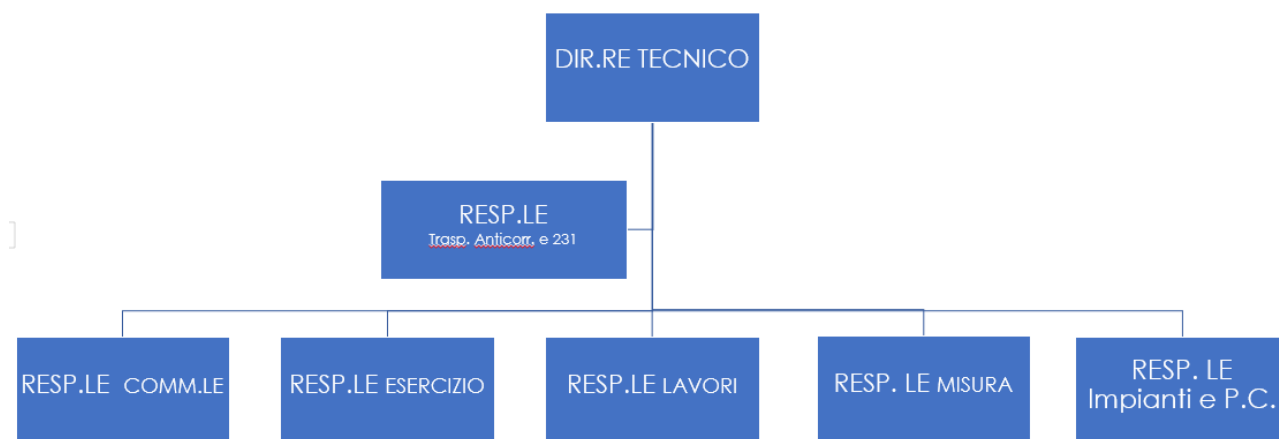 DIR.RE TECNICO
RESP.LE
Trasp. Anticorr. e 231
RESP.LE COMM.LE
RESP.LE ESERCIZIO
RESP.LE LAVORI
RESP. LE MISURA
RESP. LE
Impianti e P.C.